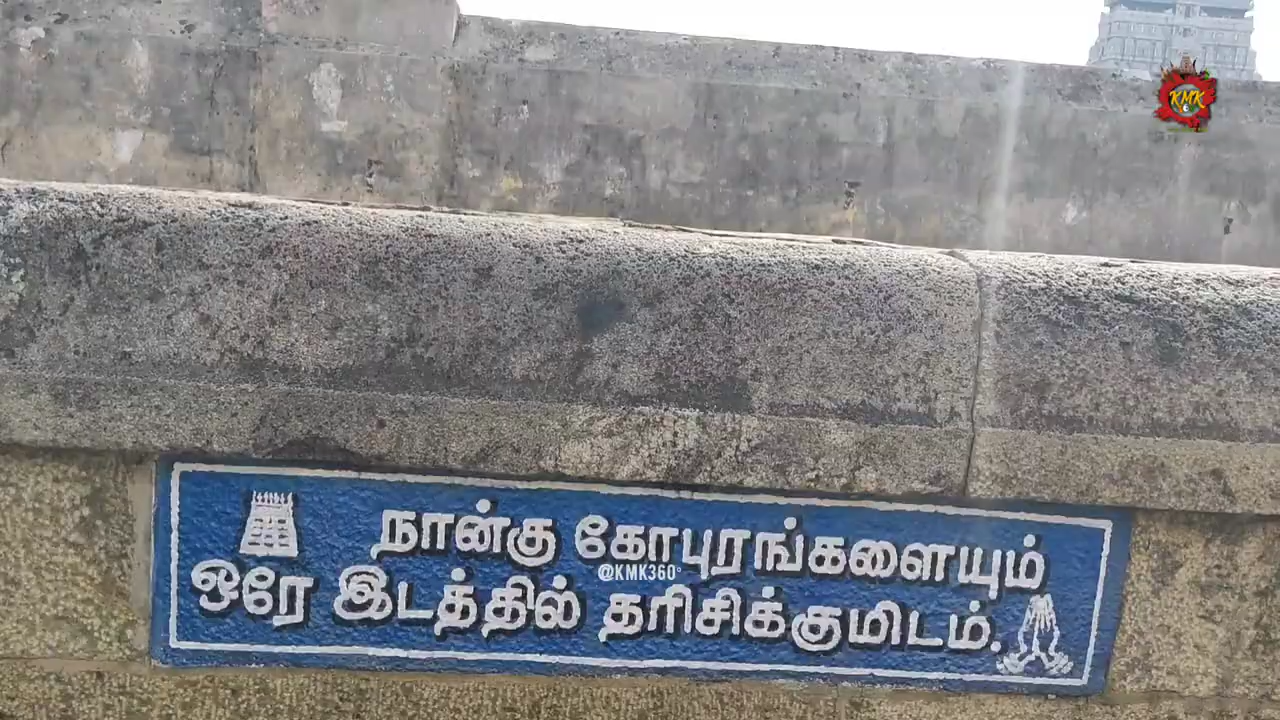 KMK
நான்கு கோபுரங்களையும்
@KMK360°
ஒரே இடத்தில் தரிசிக்குமிடம்.